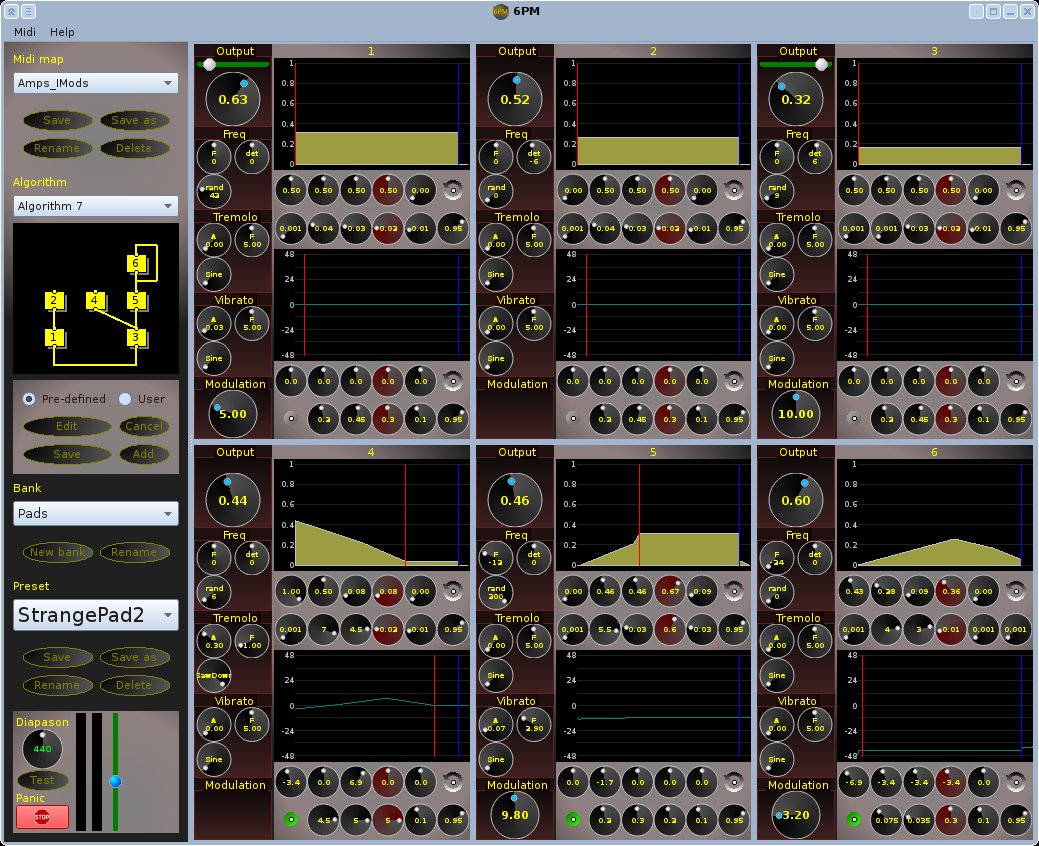 6PM
Midi Help
Midi map
Amps_IMods
Save Save as
Rename Delete
Algorithm
Algorithm 7
6
2 4 5
1 3
Pre-defined User
Edit Cancel
Save Add
Bank
Pads
New bank Rename
Preset
StrangePad2
Save Save as
Rename Delete
Diapason
440
Test
Panic
STOP
Output 1
0.63
1
0.8
0.6
0.4
0.2
0
Freq
F 0 det 0
rand 42
0.50 0.50 0.50 0.50 0.00
Tremolo
0.001 0.04 0.03 0.02 0.01 0.95
A 0.00 F 5.00
Sine
48
24
0
-24
-48
Vibrato
A 0.03 F 5.00
Sine
0.0 0.0 0.0 0.0 0.0
Modulation
5.00
0.2 0.45 0.3 0.1 0.95
Output 2
0.52
1
0.8
0.6
0.4
0.2
0
Freq
F 0 det -6
rand 0
0.00 0.50 0.50 0.50 0.00
Tremolo
0.001 0.04 0.03 0.02 0.01 0.95
A 0.00 F 5.00
Sine
48
24
0
-24
-48
Vibrato
A 0.00 F 5.00
Sine
0.0 0.0 0.0 0.0 0.0
Modulation
0.2 0.45 0.3 0.1 0.95
Output 3
0.32
1
0.8
0.6
0.4
0.2
0
Freq
F 0 det 6
rand 9
0.50 0.50 0.50 0.50 0.00
Tremolo
0.001 0.001 0.03 0.02 0.01 0.95
A 0.00 F 5.00
Sine
48
24
0
-24
-48
Vibrato
A 0.00 F 5.00
Sine
0.0 0.0 0.0 0.0 0.0
Modulation
10.00
0.2 0.45 0.3 0.1 0.95
Output 4
0.44
1
0.8
0.6
0.4
0.2
0
Freq
F 0 det 0
rand 6
1.00 0.50 0.08 0.08 0.00
Tremolo
0.001 7 4.5 0.02 0.01 0.95
A 0.30 F 1.00
SawDown
48
24
0
-24
-48
Vibrato
A 0.00 F 5.00
Sine
-3.4 0.0 6.9 0.0 0.0
Modulation
4.5 5 5 0.1 0.95
Output 5
0.46
1
0.8
0.6
0.4
0.2
0
Freq
F -12 det 0
rand 200
0.00 0.46 0.46 0.67 0.09
Tremolo
0.001 5.5 0.03 0.6 0.03 0.95
A 0.00 F 5.00
Sine
48
24
0
-24
-48
Vibrato
A 0.07 F 2.90
Sine
0.0 -1.7 0.0 0.0 0.0
Modulation
9.80
0.2 0.3 0.2 0.1 0.95
Output 6
0.60
1
0.8
0.6
0.4
0.2
0
Freq
F -24 det 0
rand 0
0.43 0.28 0.09 0.36 0.00
Tremolo
0.001 4 3 0.01 0.001 0.001
A 0.00 F 5.00
Sine
48
24
0
-24
-48
Vibrato
A 0.00 F 5.00
Sine
-6.9 -3.4 -3.4 -3.4 0.0
Modulation
3.20
0.075 0.035 0.3 0.1 0.95